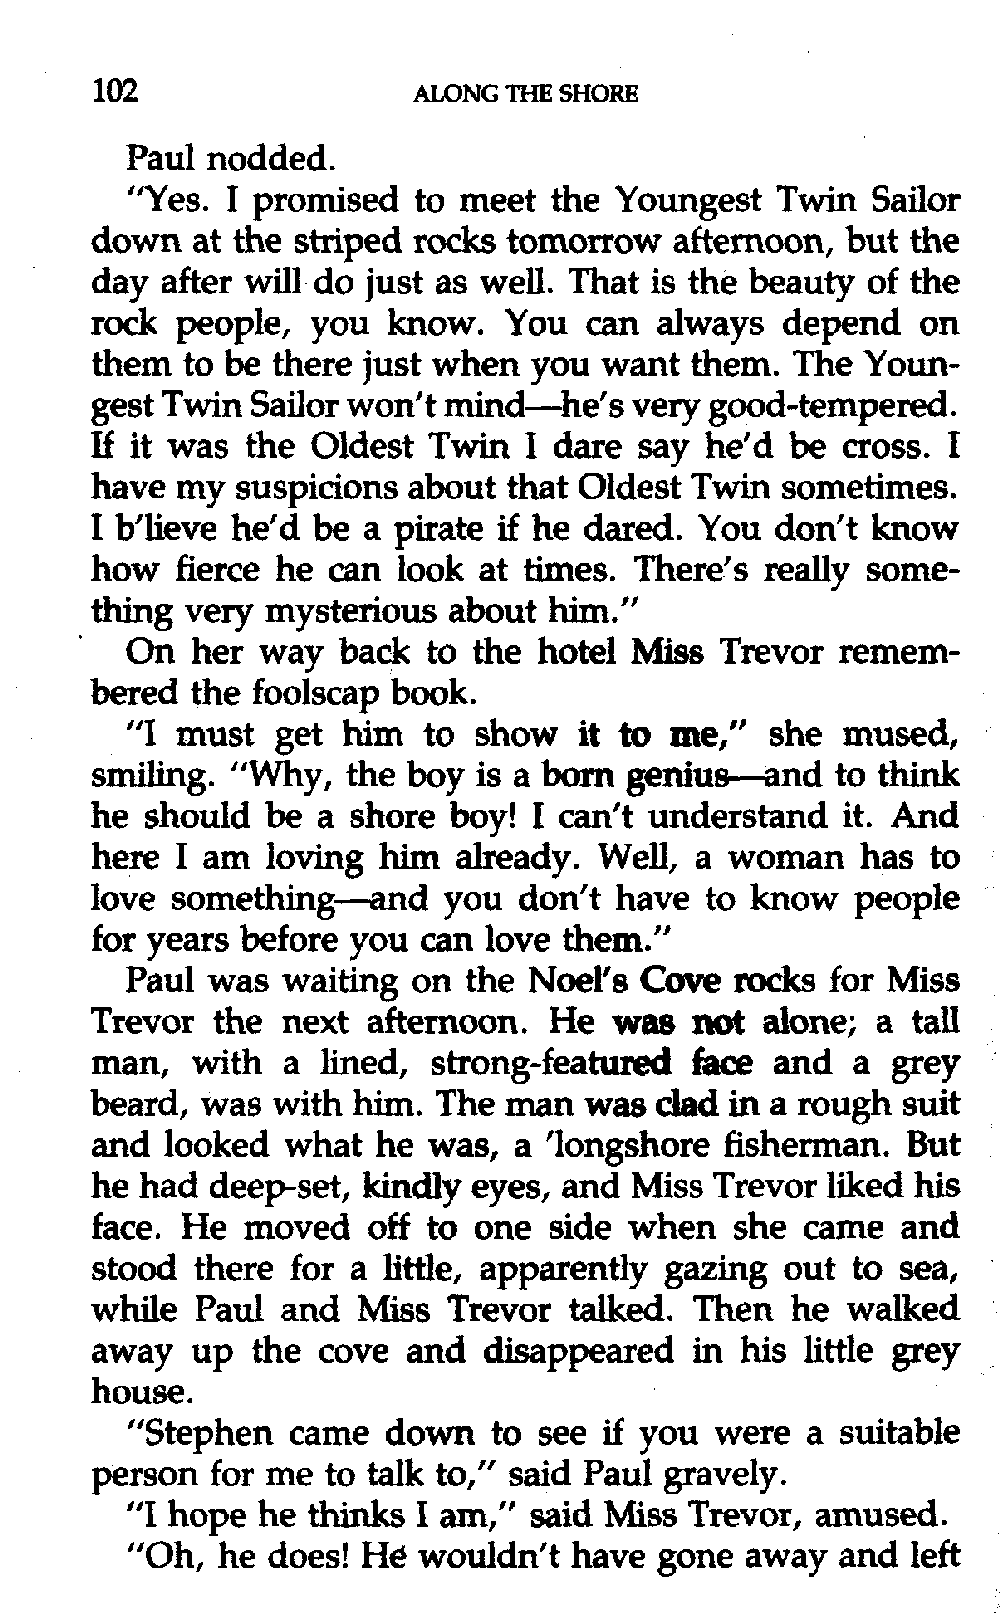 102 ALONG THE SHORE
Paul nodded.
"Yes. I promised to meet the Youngest Twin Sailor
down at the striped rocks tomorrow afternoon, but the
day after will do just as well. That is the beauty of the
rock people, you know. You can always depend on
them to be there just when you want them. The Youn-
gest Twin Sailor won't mind—he's very good-tempered.
If it was the Oldest Twin I dare say he'd be cross. I
have my suspicions about that Oldest Twin sometimes.
I b'lieve he'd be a pirate if he dared. You don't know
how fierce he can look at times. There's really some-
thing very mysterious about him."
On her way back to the hotel Miss Trevor remem-
bered the foolscap book.
"I must get him to show it to me," she mused,
smiling. "Why, the boy is a born genius—and to think
he should be a shore boy! I can't understand it. And
here I am loving him already. Well, a woman has to
love something—and you don't have to know people
for years before you can love them."
Paul was waiting on the Noel's Cove rocks for Miss
Trevor the next afternoon. He was not alone; a tall
man, with a lined, strong-featured face and a grey
beard, was with him. The man was clad in a rough suit
and looked what he was, a 'longshore fisherman. But
he had deep-set, kindly eyes, and Miss Trevor liked his
face. He moved off to one side when she came and
stood there for a little, apparently gazing out to sea,
while Paul and Miss Trevor talked. Then he walked
away up the cove and disappeared in his little grey
house.
"Stephen came down to see if you were a suitable
person for me to talk to," said Paul gravely.
"I hope he thinks I am," said Miss Trevor, amused.
"Oh, he does! He wouldn't have gone away and left